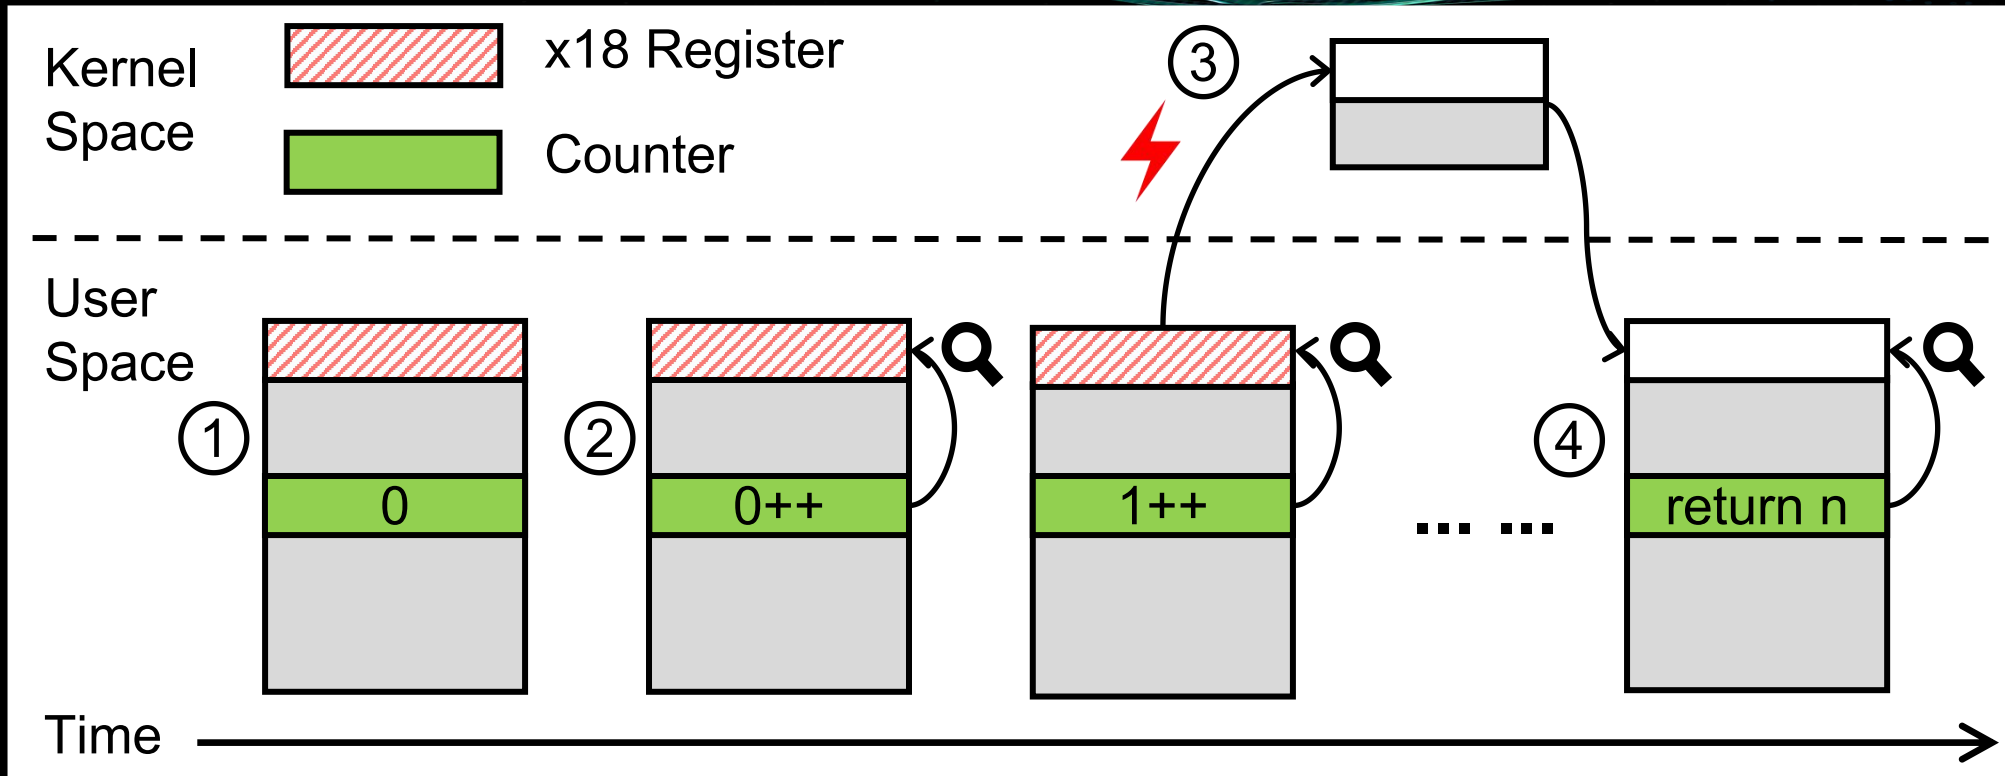 Kernel
Space
x18 Register
Counter
③
User
Space
①
0
②
0++
1++
... ...
④
return n
Time